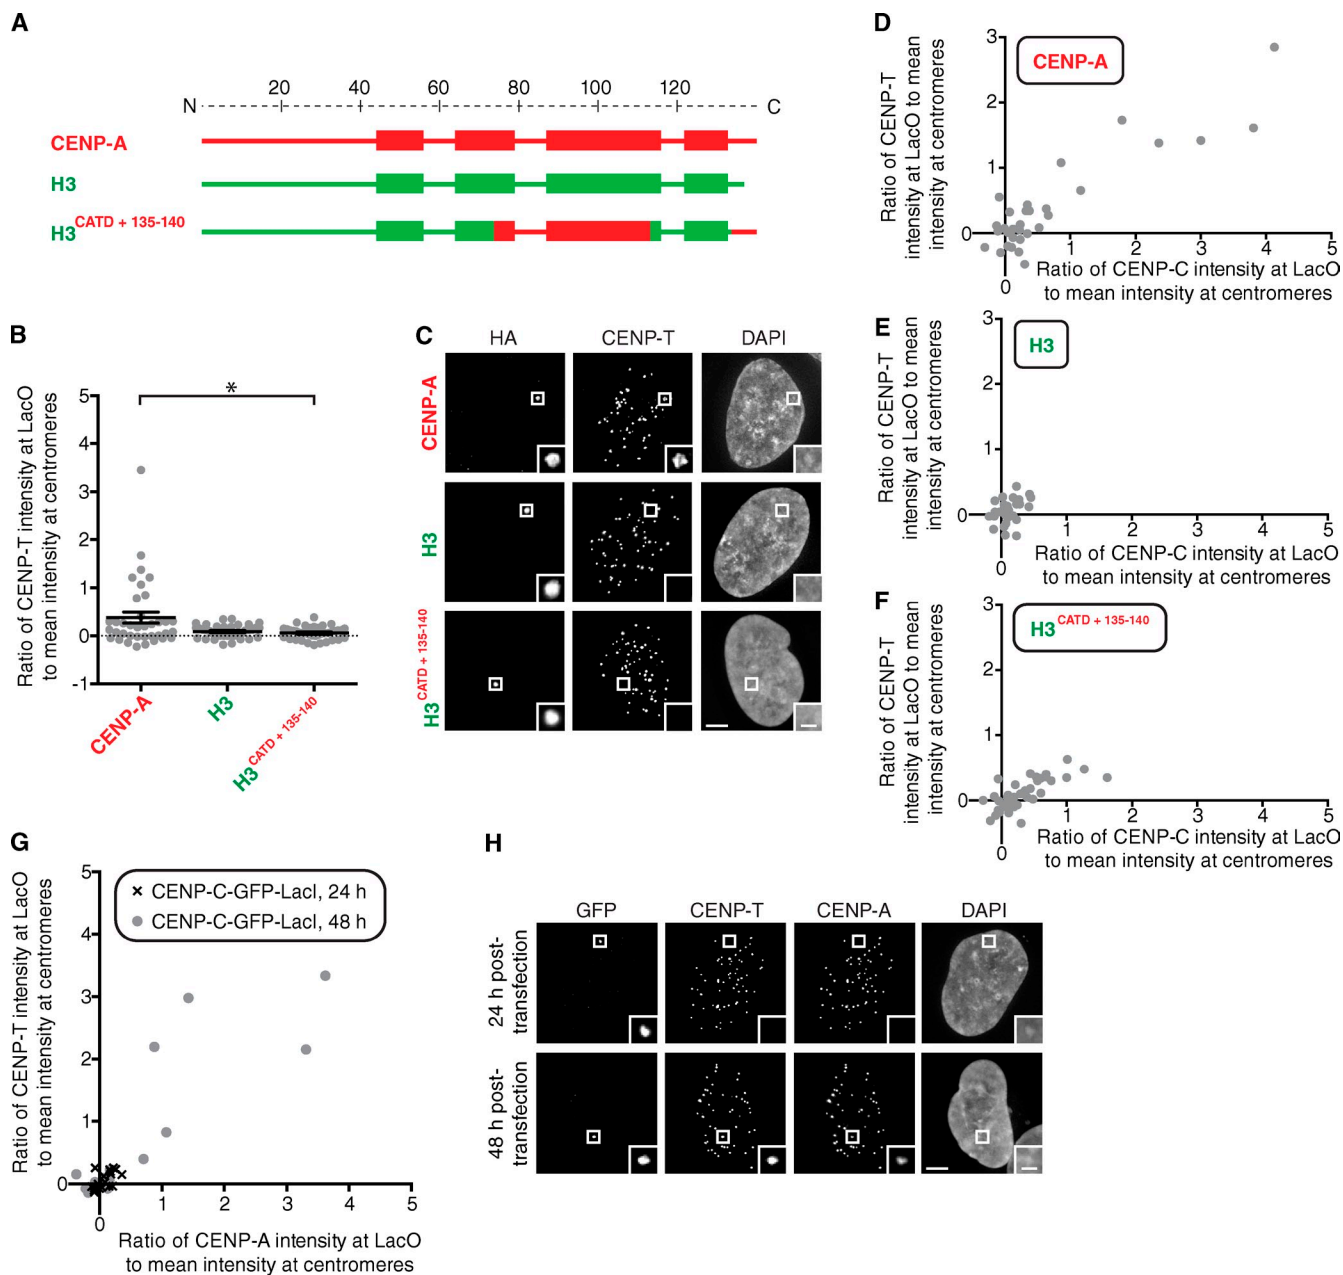 A
20 40 60 80 100 120
N C
CENP-A
H3
H3CATD + 135-140
B
Ratio of CENP-T intensity at LacO
to mean intensity at centromeres
5
4
3
2
1
0
-1
*
CENP-A
H3
H3CATD + 135-140
C
HA CENP-T DAPI
CENP-A
H3
H3CATD + 135-140
D
Ratio of CENP-T
intensity at LacO to mean
intensity at centromeres
3
2
1
0
CENP-A
0 1 2 3 4 5
Ratio of CENP-C intensity at LacO
to mean intensity at centromeres
E
Ratio of CENP-T
intensity at LacO to mean
intensity at centromeres
3
2
1
0
H3
0 1 2 3 4 5
Ratio of CENP-C intensity at LacO
to mean intensity at centromeres
F
Ratio of CENP-T
intensity at LacO to mean
intensity at centromeres
3
2
1
0
H3CATD + 135-140
0 1 2 3 4 5
Ratio of CENP-C intensity at LacO
to mean intensity at centromeres
G
Ratio of CENP-T intensity at LacO
to mean intensity at centromeres
5
4
3
2
1
0
× CENP-C-GFP-LacI, 24 h
CENP-C-GFP-LacI, 48 h
0 1 2 3 4 5
Ratio of CENP-A intensity at LacO
to mean intensity at centromeres
H
GFP CENP-T CENP-A DAPI
24 h post-
transfection
48 h post-
transfection